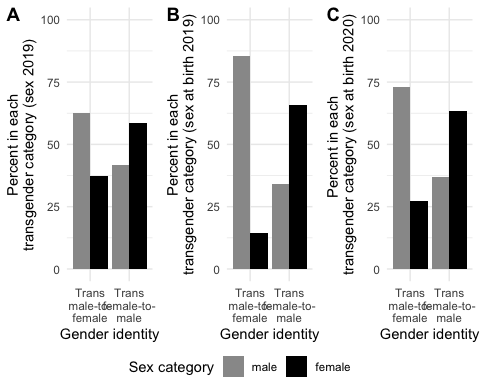 A
Percent in each
transgender category (sex 2019)
100
75
50
25
0
Trans
male-to-
female
Trans
female-to-
male
Gender identity
B
Percent in each
transgender category (sex at birth 2019)
100
75
50
25
0
Trans
male-to-
female
Trans
female-to-
male
Gender identity
C
Percent in each
transgender category (sex at birth 2020)
100
75
50
25
0
Trans
male-to-
female
Trans
female-to-
male
Gender identity
Sex category male female